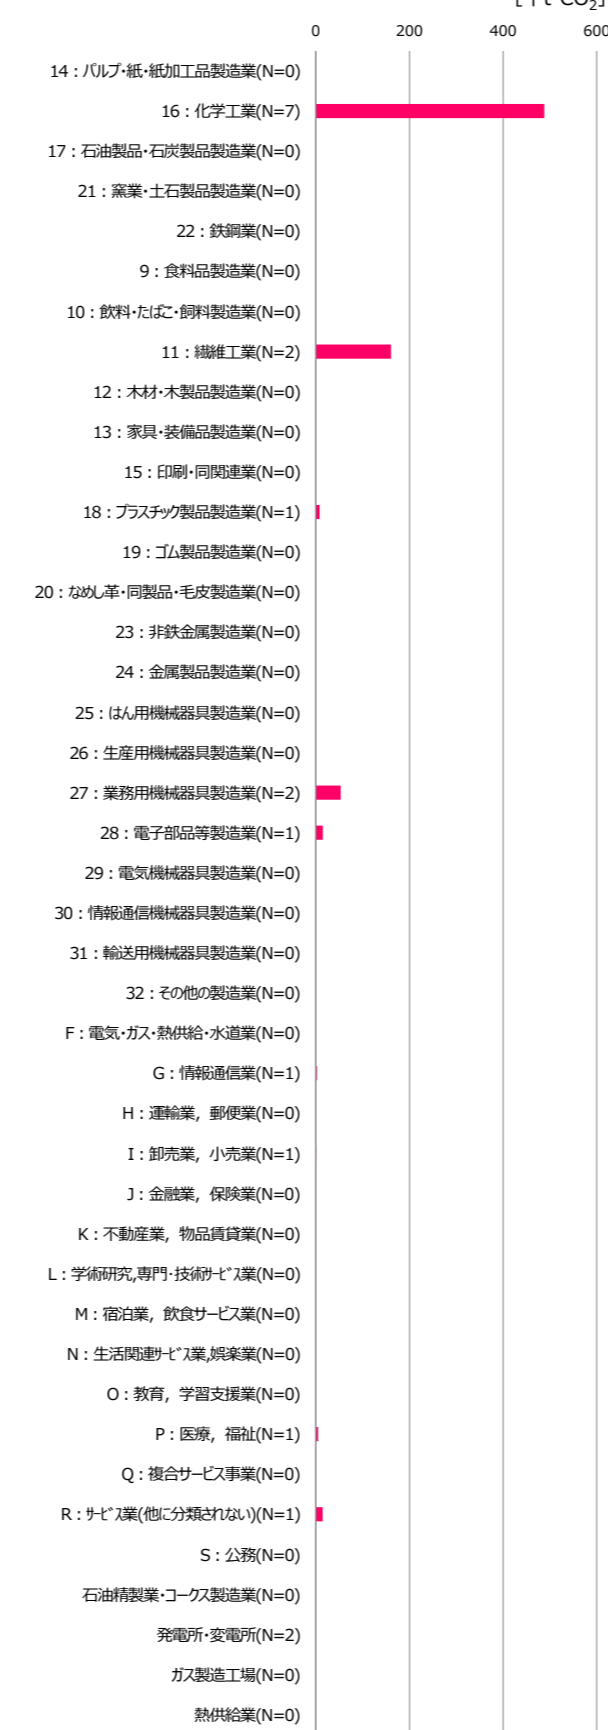 0 200 400 600
14：パルプ・紙・紙加工品製造業(N=0)
16：化学工業(N=7)
17：石油製品・石炭製品製造業(N=0)
21：窯業・土石製品製造業(N=0)
22：鉄鋼業(N=0)
9：食料品製造業(N=0)
10：飲料・たばこ・飼料製造業(N=0)
11：繊維工業(N=2)
12：木材・木製品製造業(N=0)
13：家具・装備品製造業(N=0)
15：印刷・同関連業(N=0)
18：プラスチック製品製造業(N=1)
19：ゴム製品製造業(N=0)
20：なめし革・同製品・毛皮製造業(N=0)
23：非鉄金属製造業(N=0)
24：金属製品製造業(N=0)
25：はん用機械器具製造業(N=0)
26：生産用機械器具製造業(N=0)
27：業務用機械器具製造業(N=2)
28：電子部品等製造業(N=1)
29：電気機械器具製造業(N=0)
30：情報通信機械器具製造業(N=0)
31：輸送用機械器具製造業(N=0)
32：その他の製造業(N=0)
F：電気・ガス・熱供給・水道業(N=0)
G：情報通信業(N=1)
H：運輸業，郵便業(N=0)
I：卸売業，小売業(N=1)
J：金融業，保険業(N=0)
K：不動産業，物品賃貸業(N=0)
L：学術研究,専門・技術ｻｰﾋﾞｽ業(N=0)
M：宿泊業，飲食サービス業(N=0)
N：生活関連ｻｰﾋﾞｽ業,娯楽業(N=0)
O：教育，学習支援業(N=0)
P：医療，福祉(N=1)
Q：複合サービス事業(N=0)
R：ｻｰﾋﾞｽ業(他に分類されない)(N=1)
S：公務(N=0)
石油精製業・コークス製造業(N=0)
発電所・変電所(N=2)
ガス製造工場(N=0)
熱供給業(N=0)